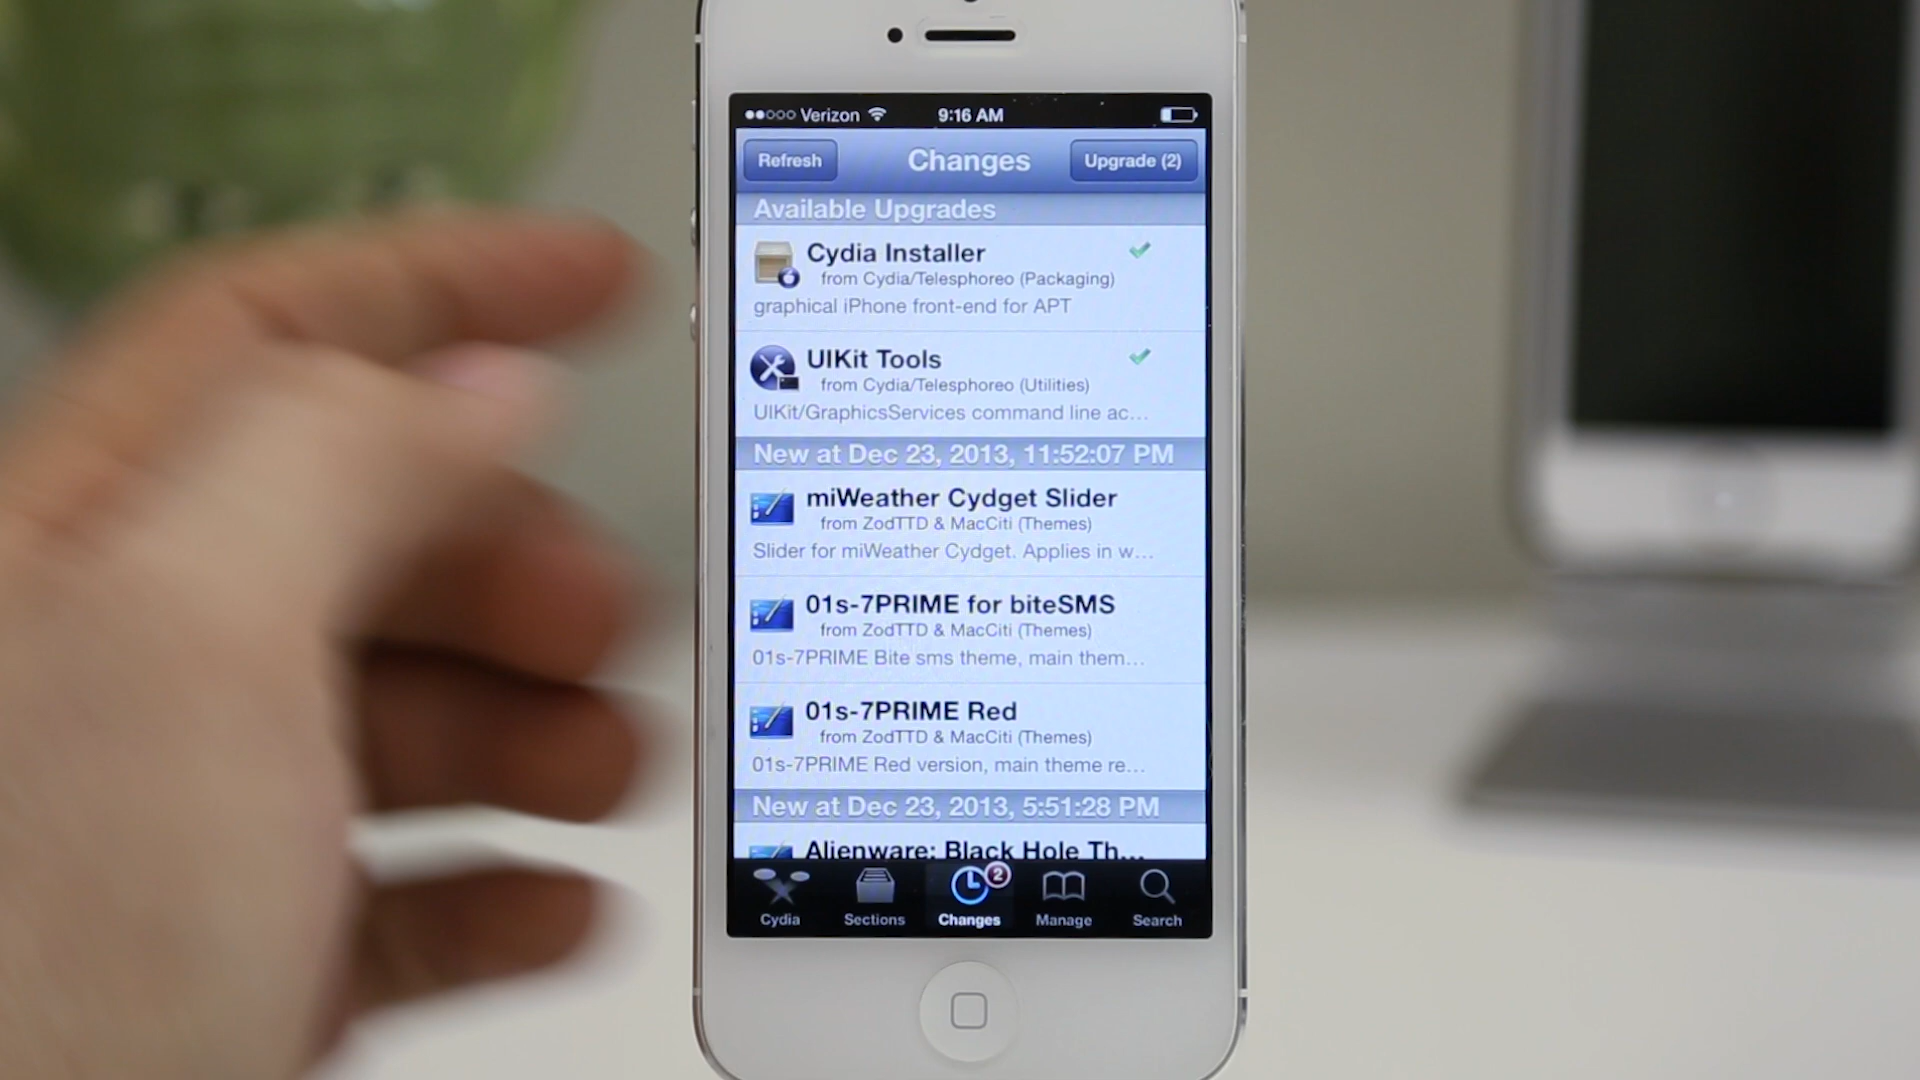 Verizon 9:16 AM
Refresh Changes Upgrade (2)
Available Upgrades
Cydia Installer
from Cydia/Telesphoreo (Packaging)
graphical iPhone front-end for APT
UIKit Tools
from Cydia/Telesphoreo (Utilities)
UIKit/GraphicsServices command line ac...
New at Dec 23, 2013, 11:52:07 PM
miWeather Cydget Slider
from ZodTTD & MacCiti (Themes)
Slider for miWeather Cydget. Applies in w...
01s-7PRIME for biteSMS
from ZodTTD & MacCiti (Themes)
01s-7PRIME Bite sms theme, main them...
01s-7PRIME Red
from ZodTTD & MacCiti (Themes)
01s-7PRIME Red version, main theme re...
New at Dec 23, 2013, 5:51:28 PM
Alienware: Black Hole Th...
2
Cydia Sections Changes Manage Search